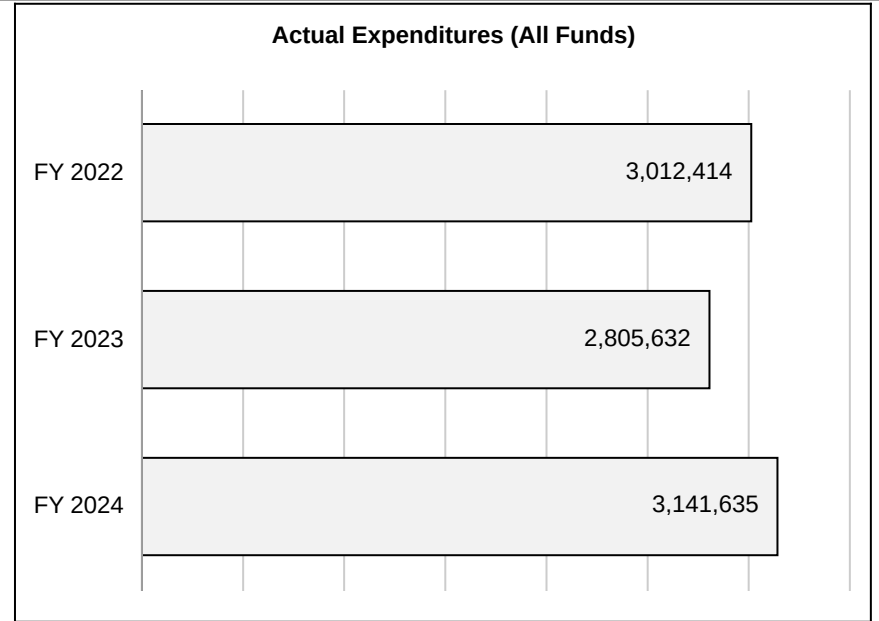 Actual Expenditures (All Funds)
FY 2022 3,012,414
FY 2023 2,805,632
FY 2024 3,141,635